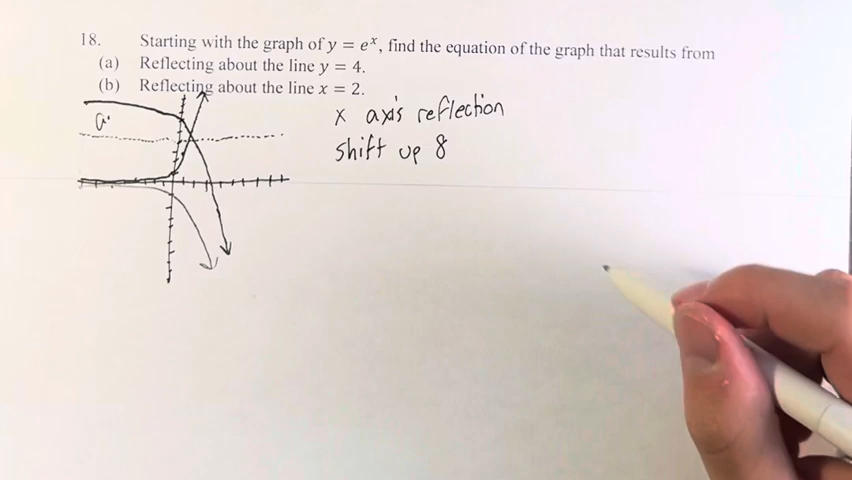 18. Starting with the graph of y = eˣ, find the equation of the graph that results from
(a) Reflecting about the line y = 4.
(b) Reflecting about the line x = 2.
a.
x axis reflection
shift up 8